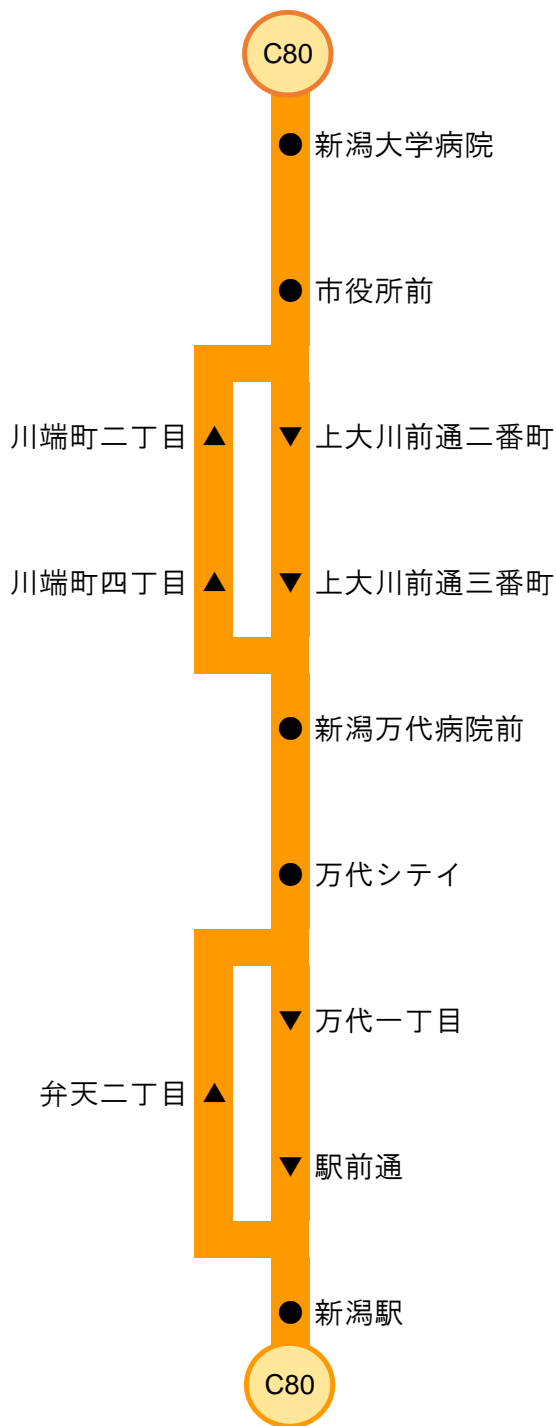 C80
新潟大学病院
市役所前
川端町二丁目
上大川前通二番町
川端町四丁目
上大川前通三番町
新潟万代病院前
万代シテイ
万代一丁目
弁天二丁目
駅前通
新潟駅
C80